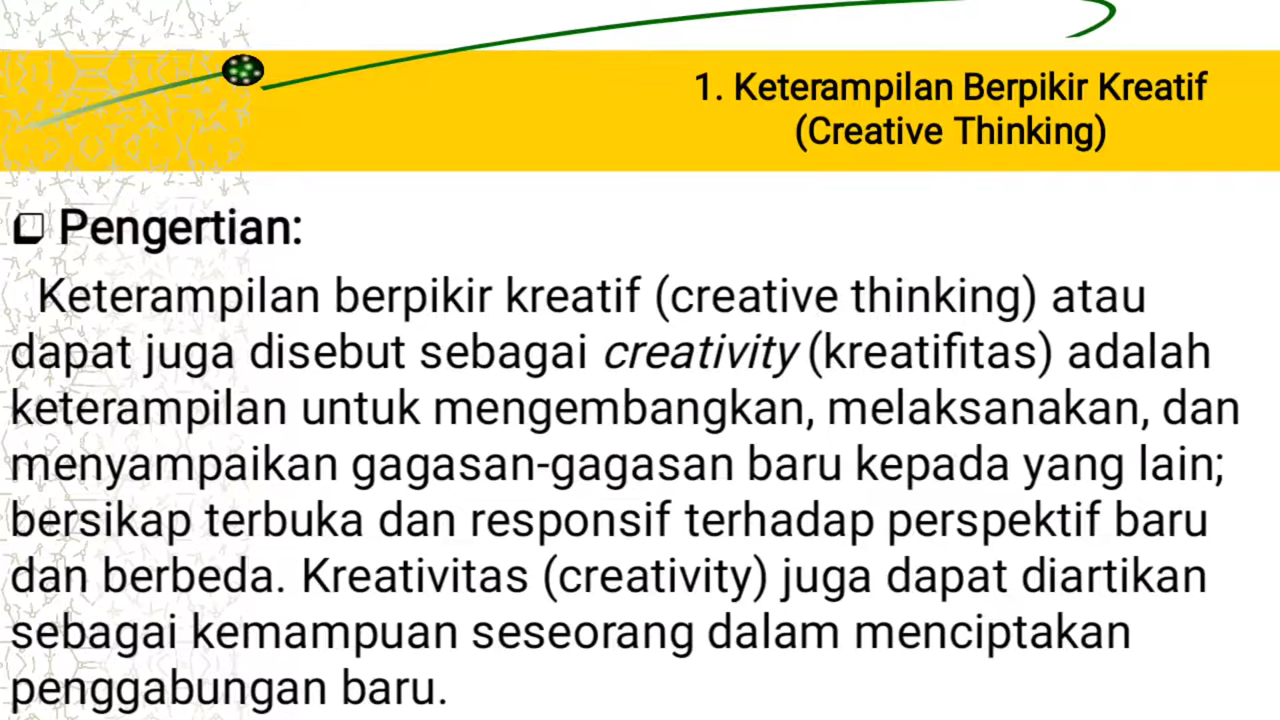 1. Keterampilan Berpikir Kreatif
(Creative Thinking)
❑ Pengertian:
Keterampilan berpikir kreatif (creative thinking) atau
dapat juga disebut sebagai creativity (kreatifitas) adalah
keterampilan untuk mengembangkan, melaksanakan, dan
menyampaikan gagasan-gagasan baru kepada yang lain;
bersikap terbuka dan responsif terhadap perspektif baru
dan berbeda. Kreativitas (creativity) juga dapat diartikan
sebagai kemampuan seseorang dalam menciptakan
penggabungan baru.